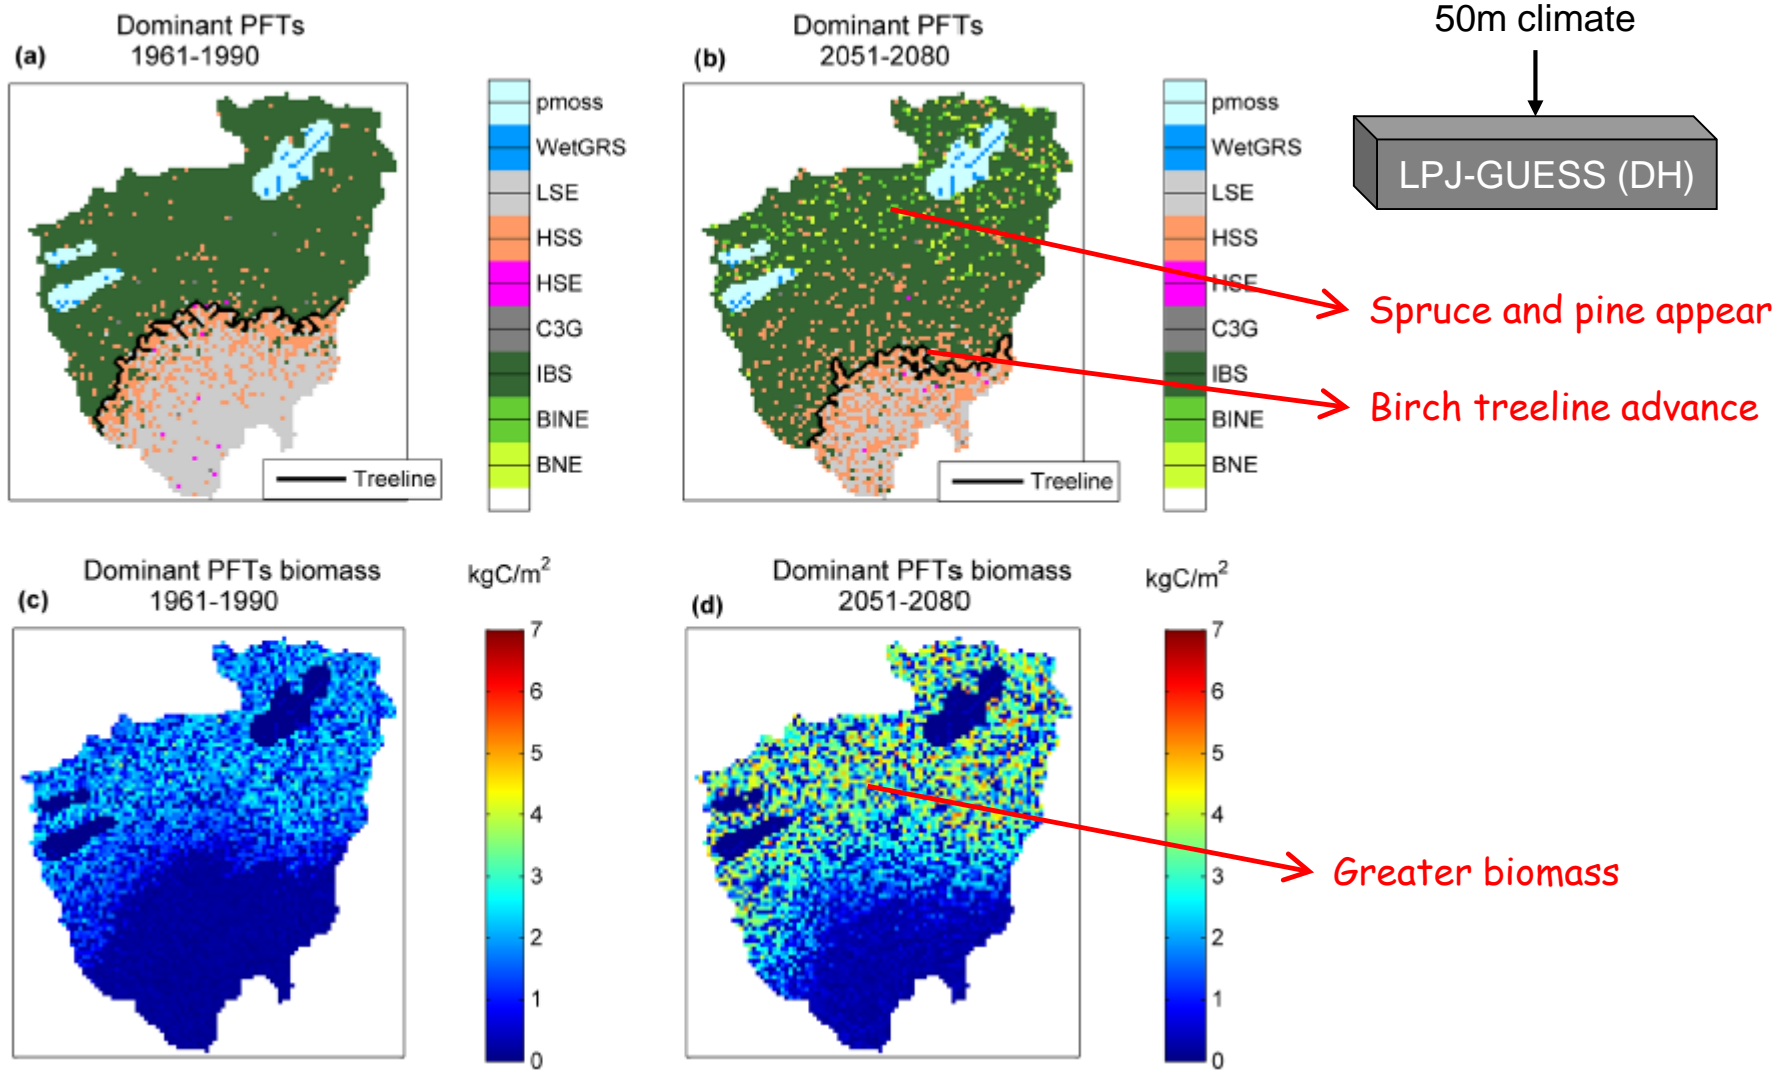 Dominant PFTs
(a)
1961-1990
pmoss
WetGRS
LSE
HSS
HSE
C3G
IBS
BINE
BNE
Treeline
Dominant PFTs
(b)
2051-2080
pmoss
WetGRS
LSE
HSS
HSE
C3G
IBS
BINE
BNE
Treeline
50m climate
LPJ-GUESS (DH)
Spruce and pine appear
Birch treeline advance
Dominant PFTs biomass
(c)
1961-1990
kgC/m²
7
6
5
4
3
2
1
0
Dominant PFTs biomass
(d)
2051-2080
kgC/m²
7
6
5
4
3
2
1
0
Greater biomass